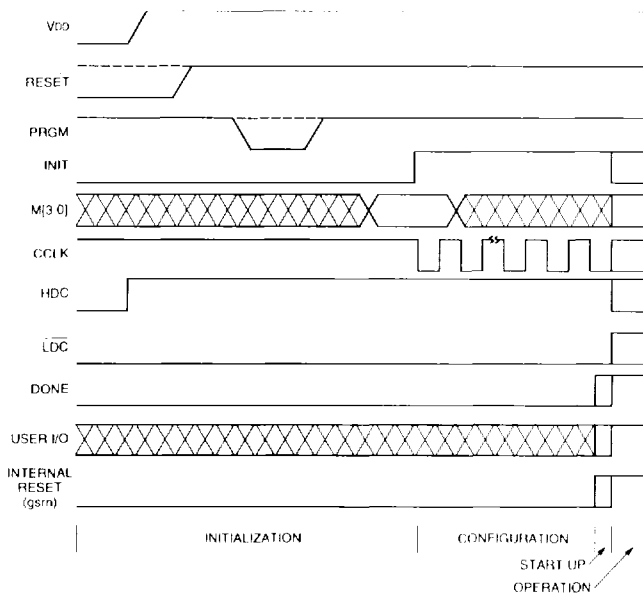 VDD
RESET
PRGM
INIT
M[3:0]
CCLK
HDC
LDC
DONE
USER I/O
INTERNAL
RESET
(gsrn)
INITIALIZATION
CONFIGURATION
START UP
OPERATION